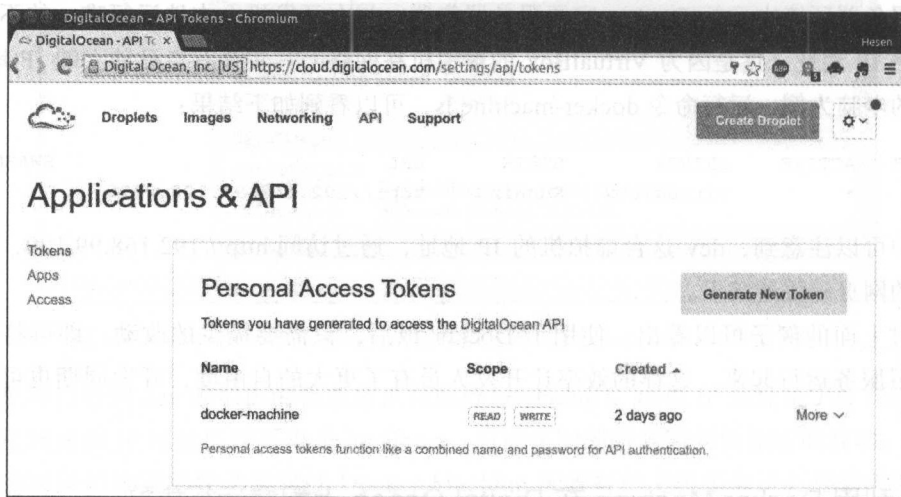 DigitalOcean - API Tokens - Chromium
DigitalOcean - API Tc ×
Hesen
Digital Ocean, Inc. [US] https://cloud.digitalocean.com/settings/api/tokens
Droplets Images Networking API Support Create Droplet
Applications & API
Tokens
Apps
Access
Personal Access Tokens
Generate New Token
Tokens you have generated to access the DigitalOcean API
Name Scope Created
docker-machine READ WRITE 2 days ago More
Personal access tokens function like a combined name and password for API authentication.